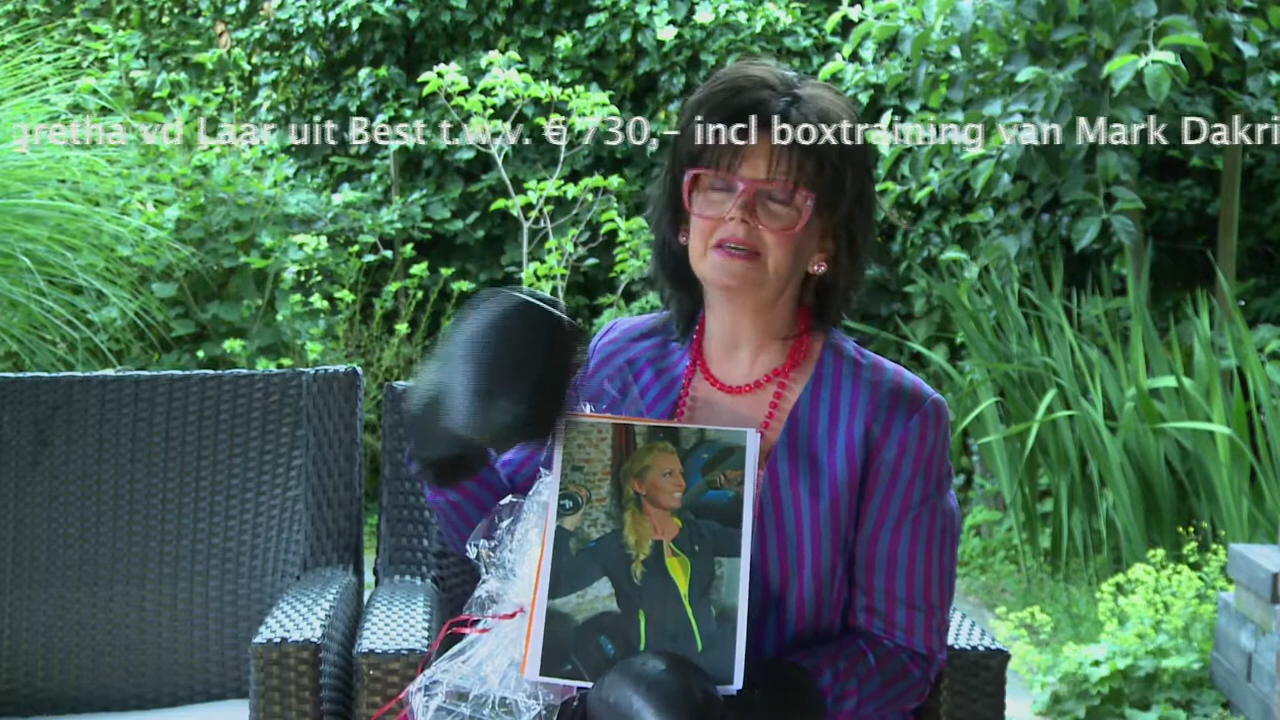 gretha vd Laar uit Best t.w.v. € 730,- incl boxtraining van Mark Dakri